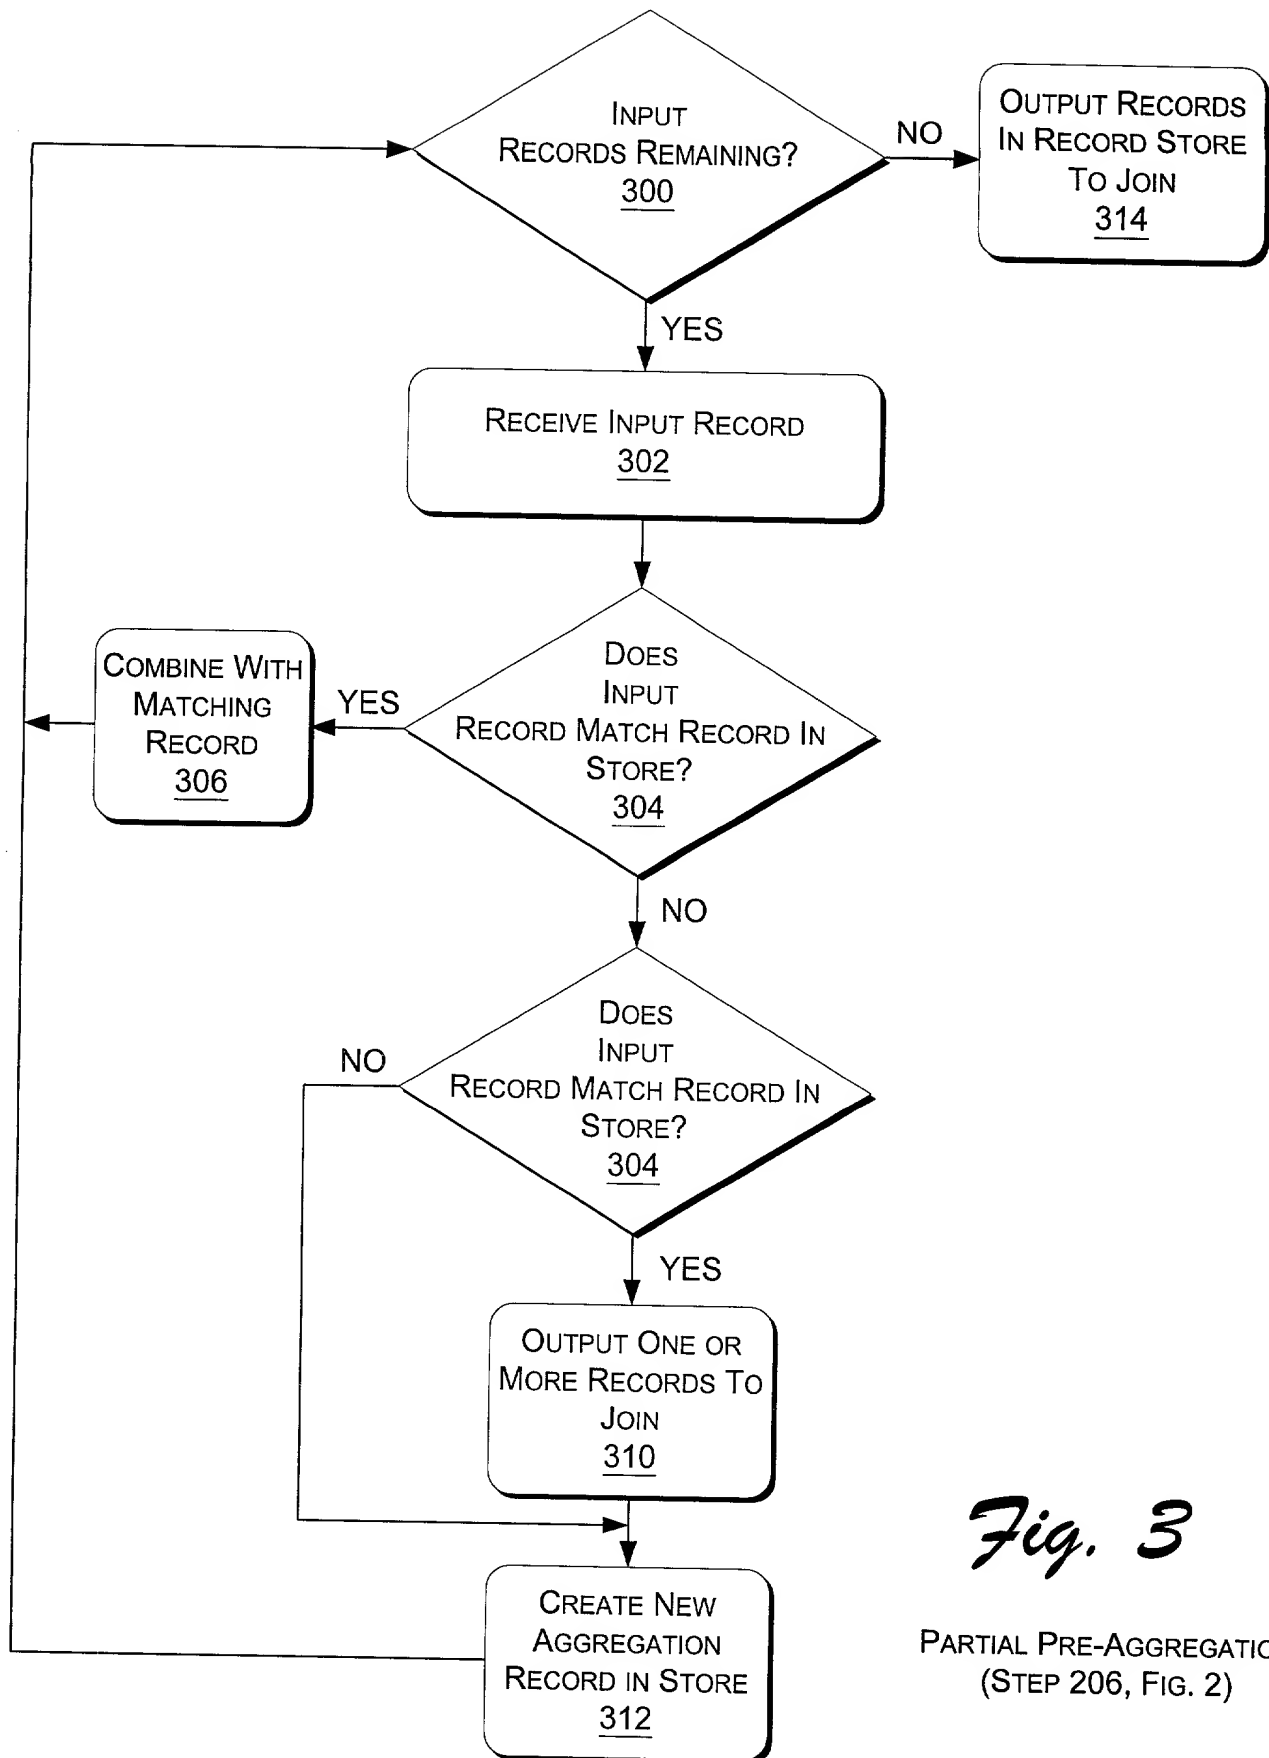 INPUT
RECORDS REMAINING?
300
NO
OUTPUT RECORDS
IN RECORD STORE
TO JOIN
314
YES
RECEIVE INPUT RECORD
302
DOES
INPUT
RECORD MATCH RECORD IN
STORE?
304
YES
COMBINE WITH
MATCHING
RECORD
306
NO
DOES
INPUT
RECORD MATCH RECORD IN
STORE?
304
NO
YES
OUTPUT ONE OR
MORE RECORDS TO
JOIN
310
CREATE NEW
AGGREGATION
RECORD IN STORE
312
Fig. 3
PARTIAL PRE-AGGREGATIO
(STEP 206, FIG. 2)